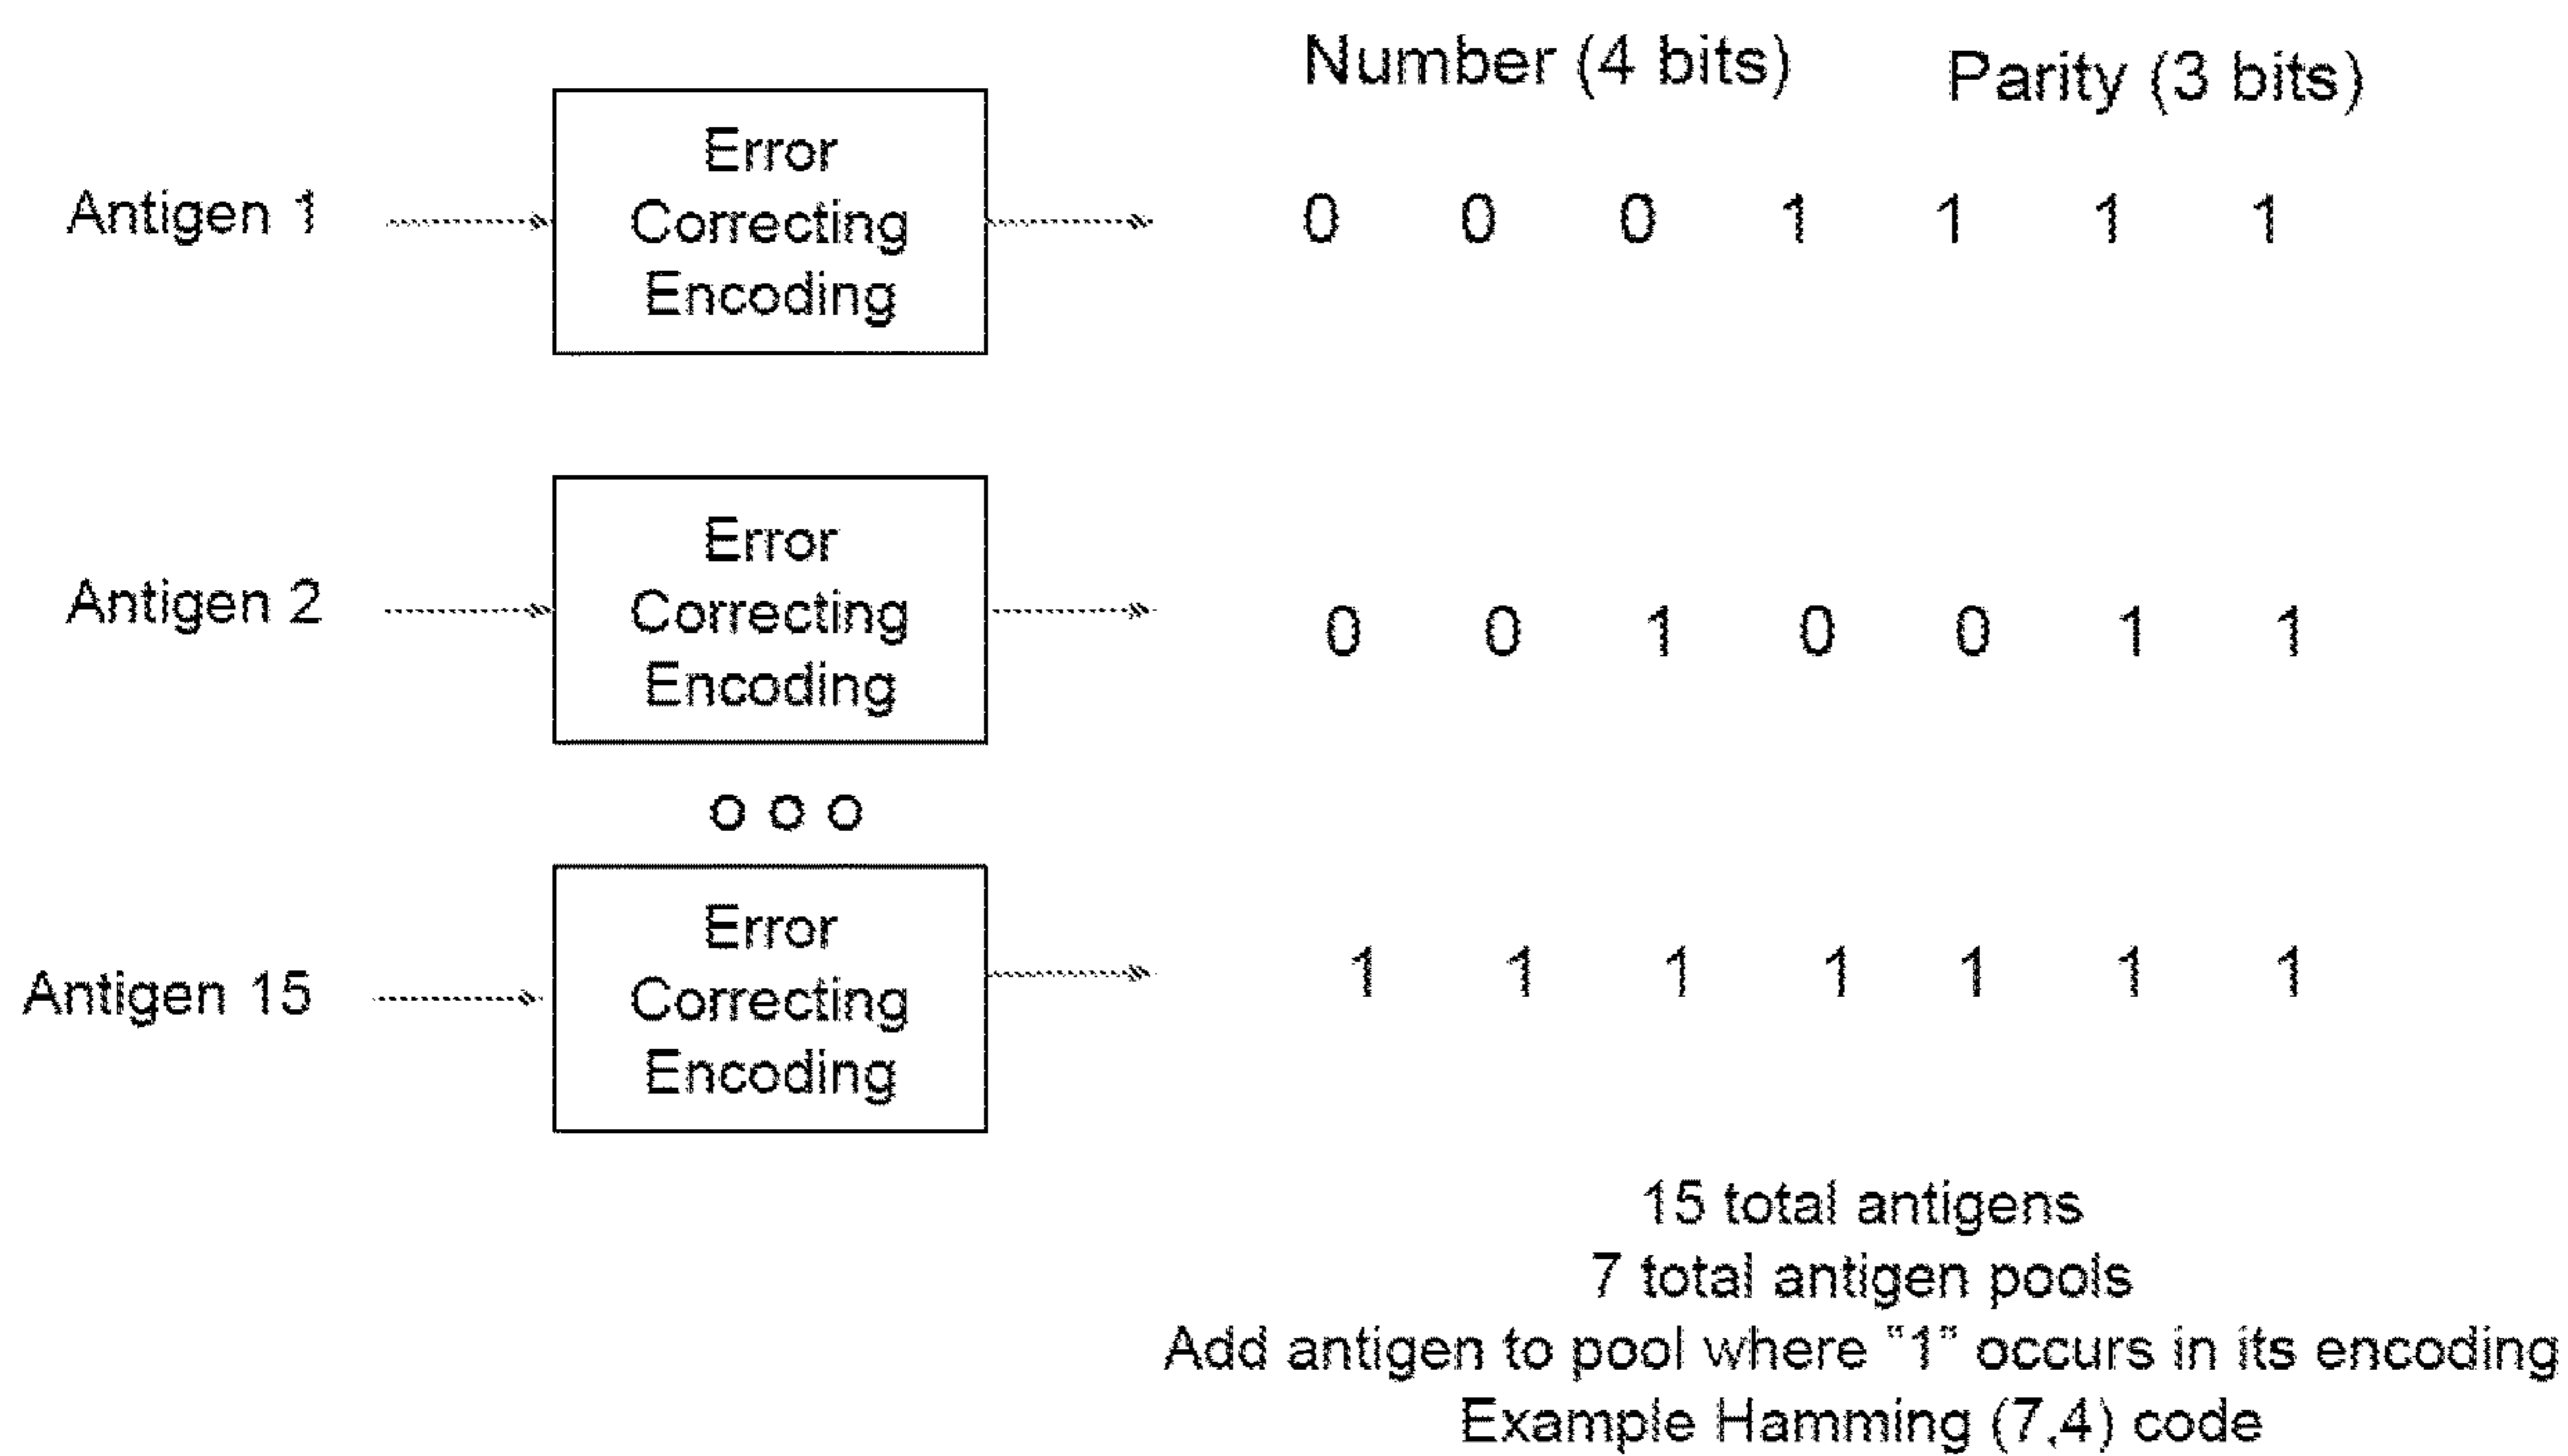 Number (4 bits) Parity (3 bits)
Antigen 1
Error
Correcting
Encoding
0 0 0 1 1 1 1
Antigen 2
Error
Correcting
Encoding
0 0 1 0 0 1 1
Antigen 15
Error
Correcting
Encoding
1 1 1 1 1 1 1
15 total antigens
7 total antigen pools
Add antigen to pool where "1" occurs in its encoding
Example Hamming (7,4) code